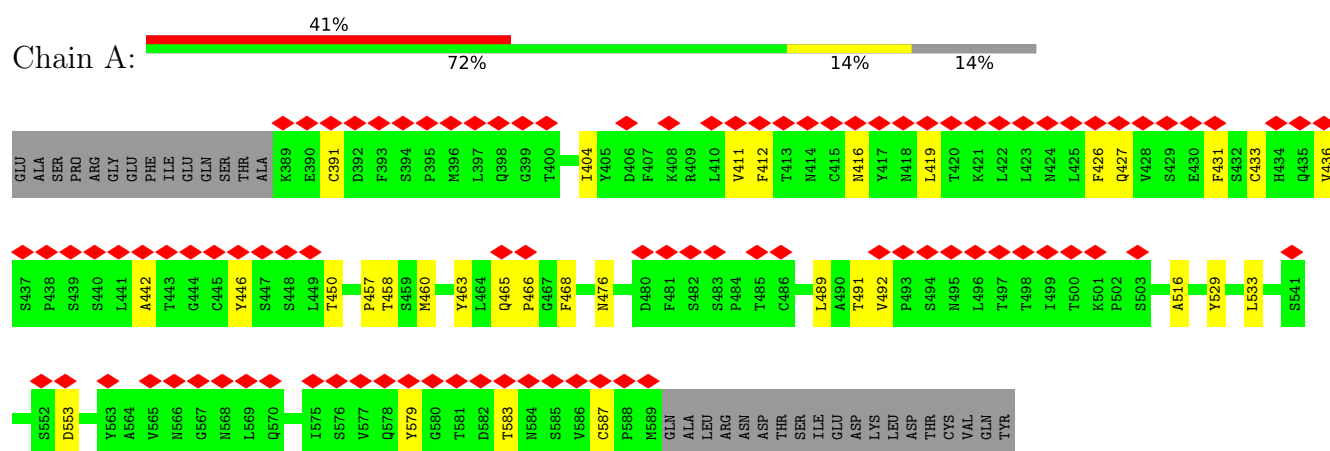 41%
Chain A:
72% 14% 14%
GLU ALA SER PRO ARG GLY GLU PHE ILE GLU GLN SER THR ALA K389 E390 C391 D392 F393 S394 P395 M396 L397 Q398 G399 T400 I404 Y405 D406 F407 K408 R409 L410 V411 F412 T413 N414 C415 N416 Y417 N418 L419 T420 K421 L422 L423 N424 L425 F426 Q427 V428 S429 E430 F431 S432 C433 H434 Q435 V436
S437 P438 S439 S440 L441 A442 T443 G444 C445 Y446 S447 S448 L449 T450 P457 T458 S459 M460 Y463 L464 Q465 P466 G467 F468 N476 D480 F481 S482 S483 P484 T485 C486 L489 A490 T491 V492 P493 S494 N495 L496 T497 T498 I499 T500 K501 P502 S503 A516 Y529 L533 S541
S552 D553 Y563 A564 V565 N566 G567 N568 L569 Q570 I575 S576 V577 Q578 Y579 G580 T581 D582 T583 N584 S585 V586 C587 P588 M589 GLN ALA LEU ARG ASN ASP THR SER ILE GLU ASP LYS LEU ASP THR CYS VAL GLN TYR